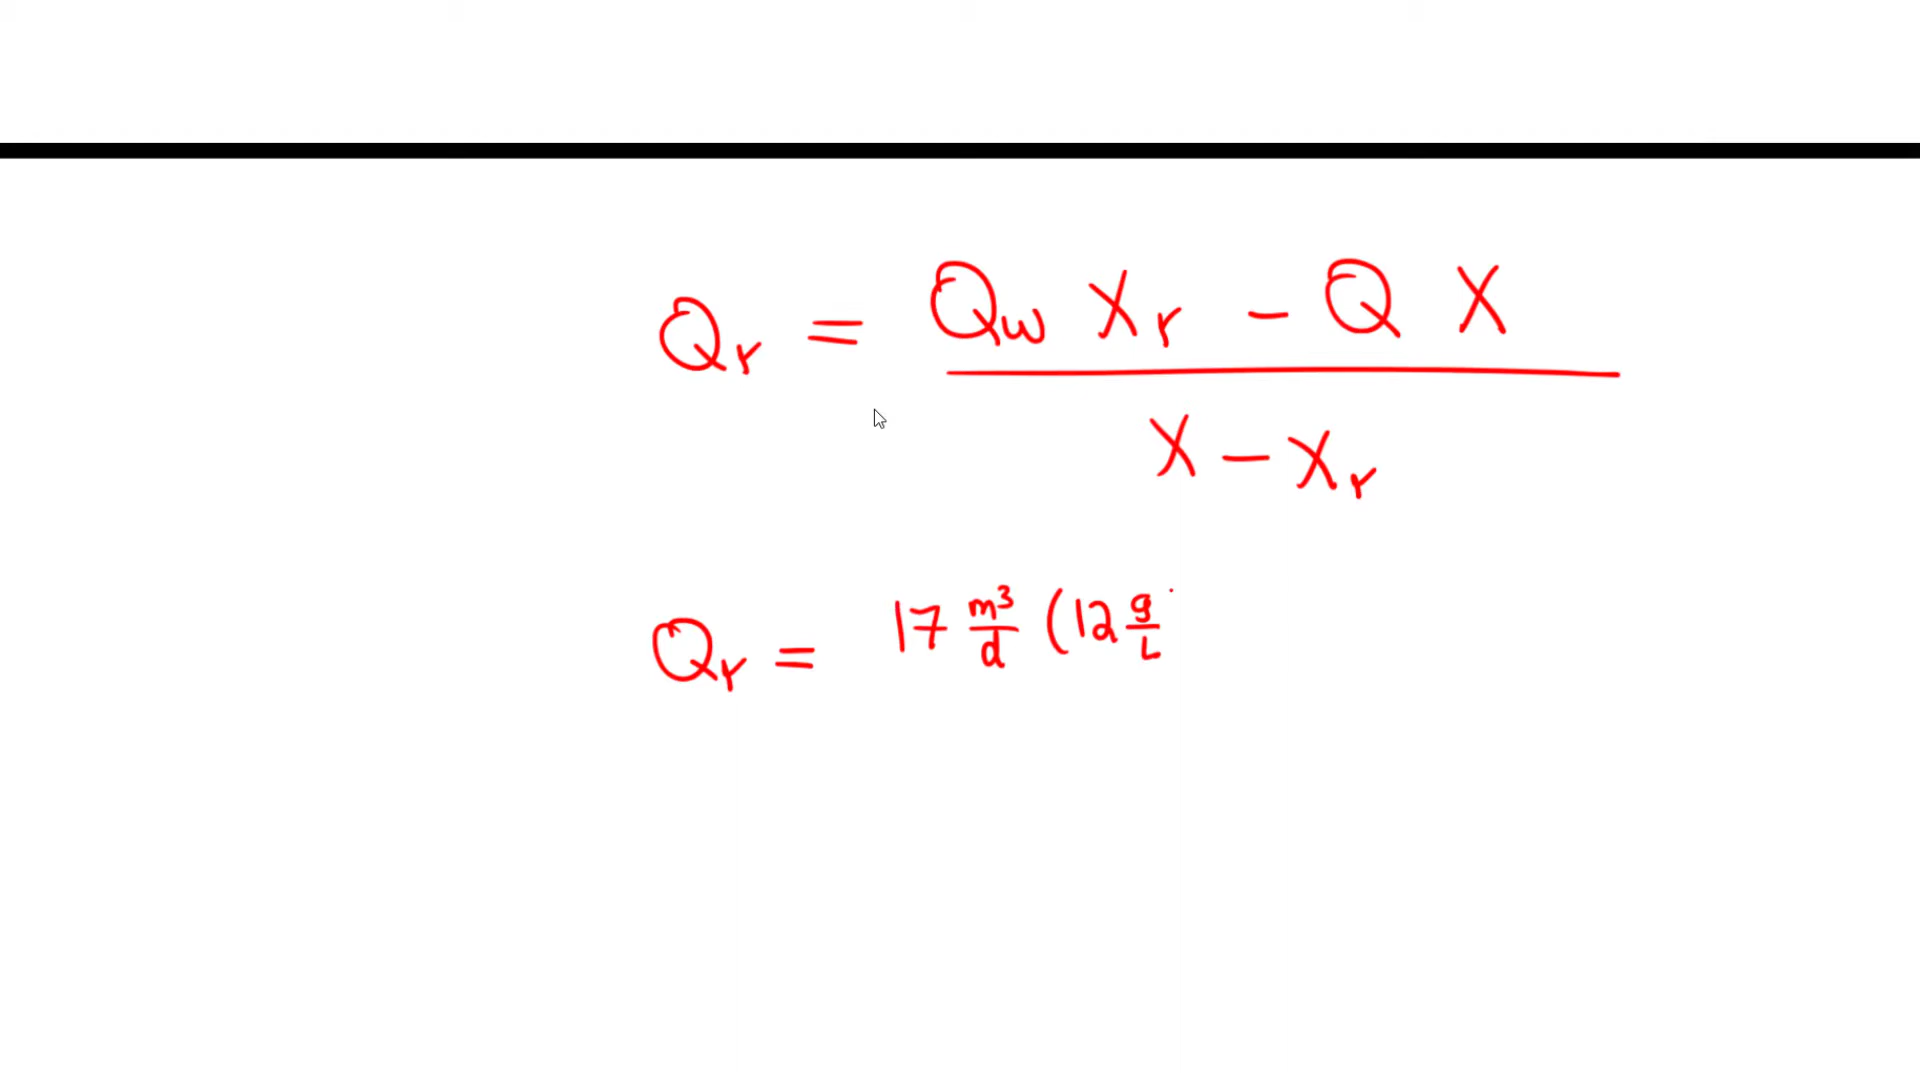 Qr = Qw Xr - Q X
X - Xr
Qr = 17 m³/d (12 g/L